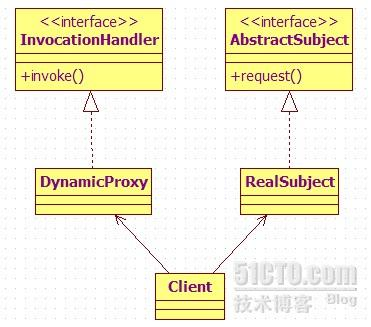 <<interface>>
InvocationHandler
+invoke()
<<interface>>
AbstractSubject
+request()
DynamicProxy
RealSubject
Client
51CTO.com
技术博客 Blog